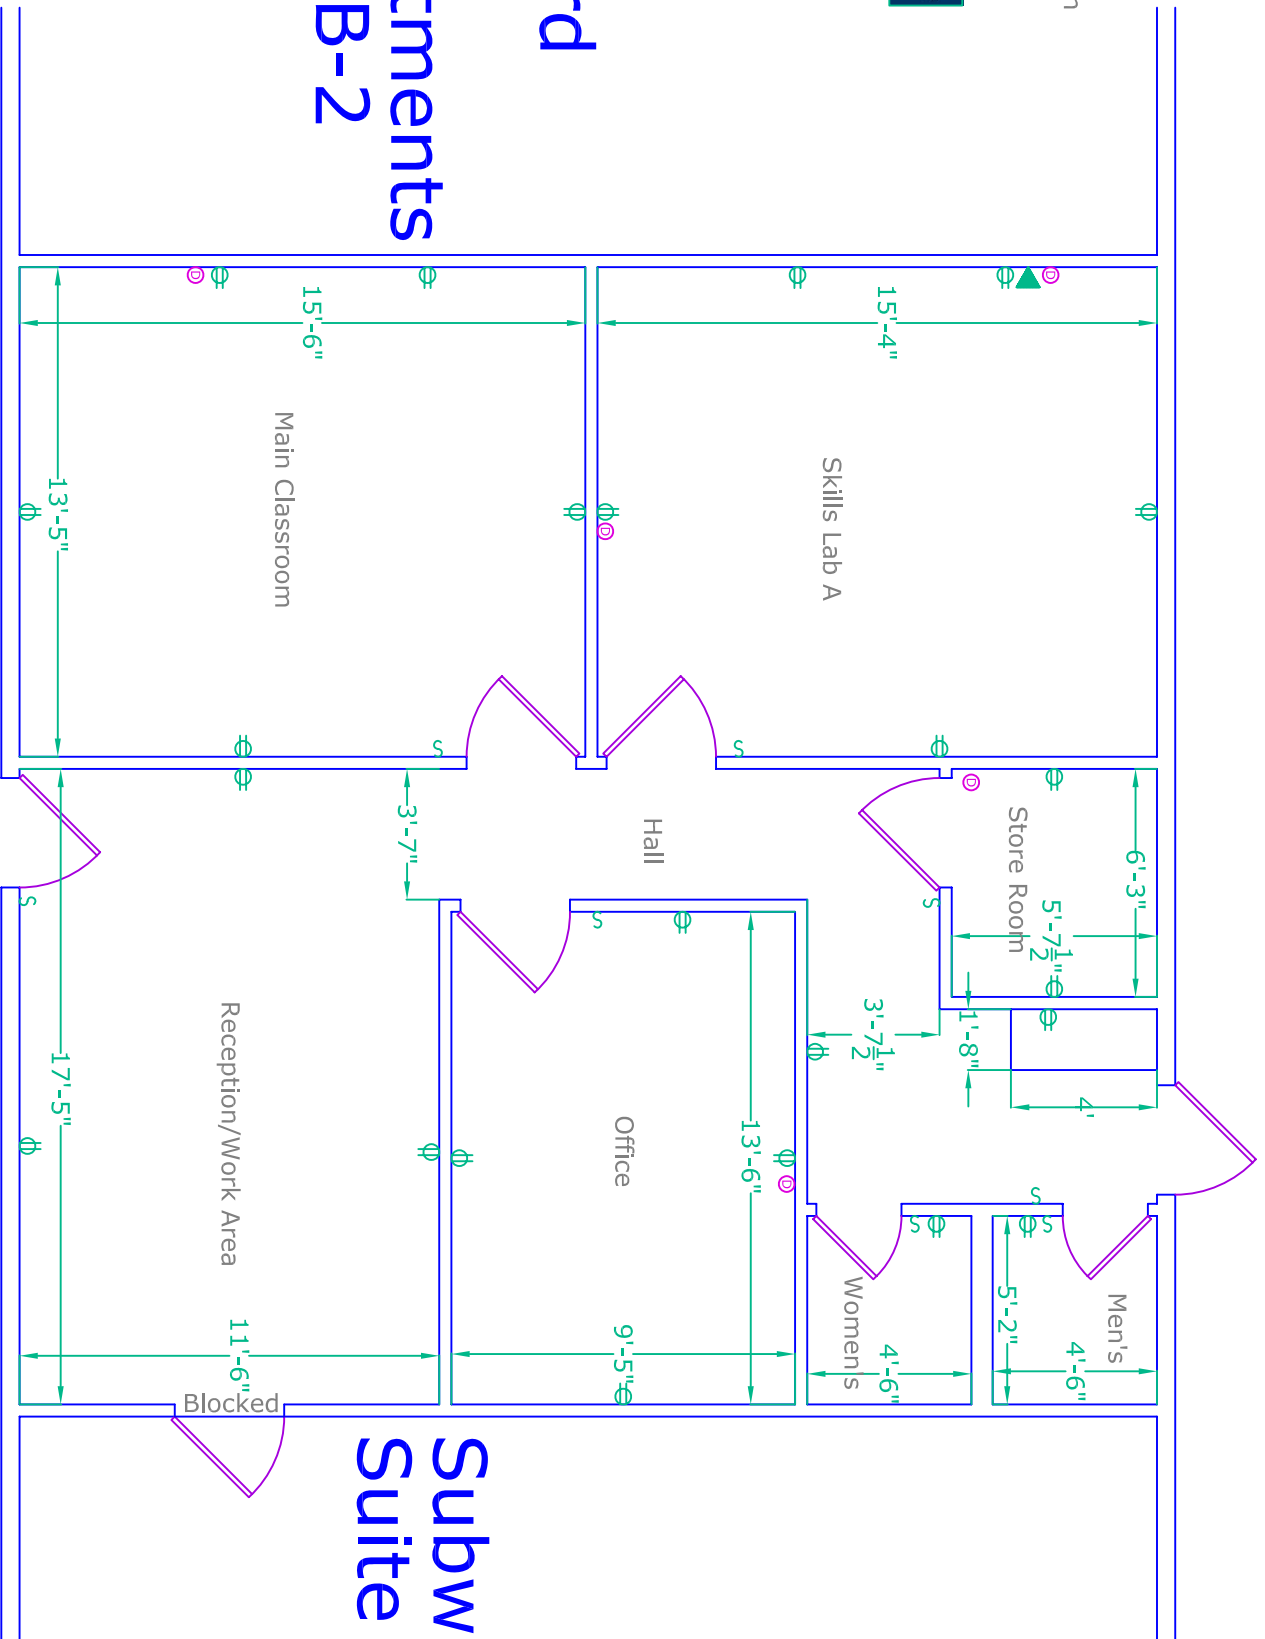 n
rd
tments
B-2
15'-4"
15'-6"
Skills Lab A
Main Classroom
13'-5"
S
S
D
D
D
D
D
Store Room
6'-3"
5'-7½"
Hall
3'-7"
S
S
S
3'-7½"
1'-8"
4'
Office
13'-6"
Reception/Work Area
17'-5"
S
S
S
Men's
5'-2"
4'-6"
Women's
4'-6"
9'-5"
11'-6"
Blocked
Subw
Suite